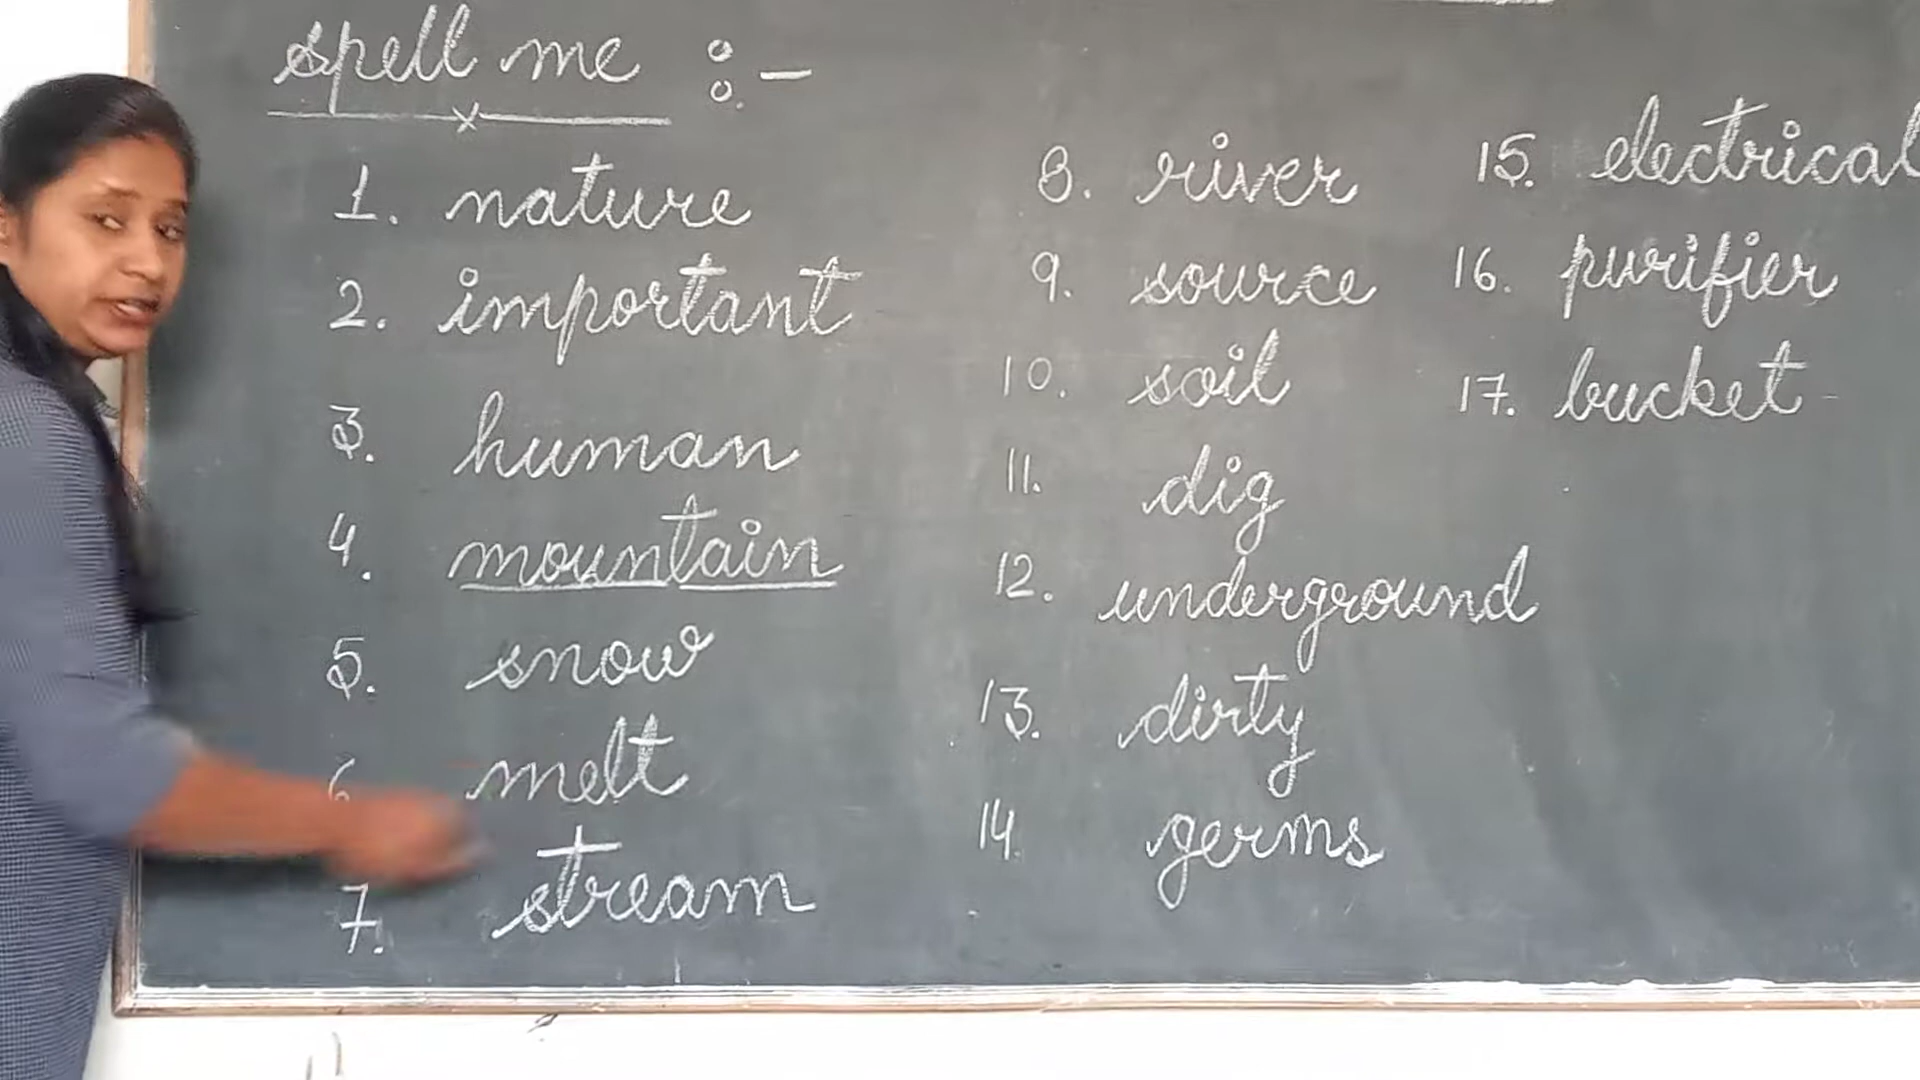 spell me :-
1. nature
2. important
3. human
4. mountain
5. snow
6 melt
7. stream
8. river
9. source
10. soil
11. dig
12. underground
13. dirty
14. germs
15. electrical
16. purifier
17. bucket